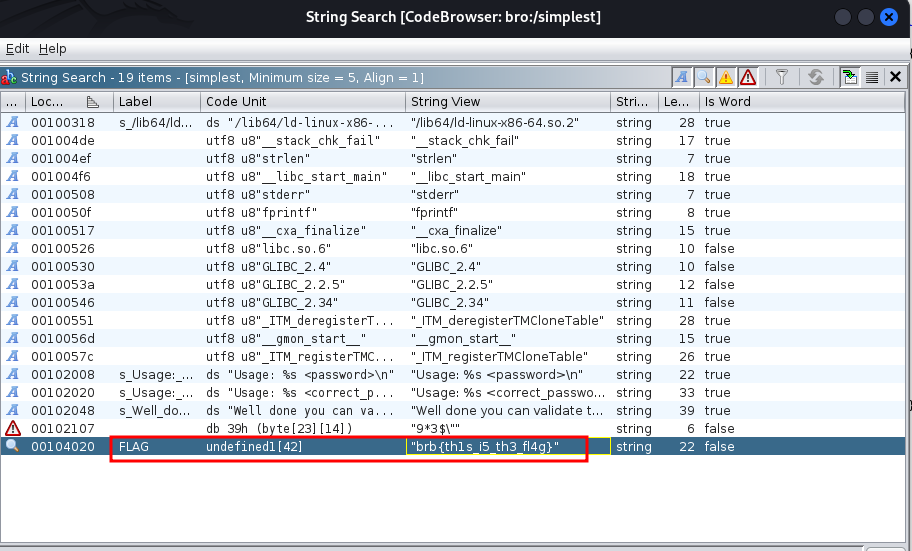 String Search [CodeBrowser: bro:/simplest]
Edit Help
String Search - 19 items - [simplest, Minimum size = 5, Align = 1]
... Loc... Label Code Unit String View Stri... Le... Is Word
A 00100318 s_/lib64/ld... ds "/lib64/ld-linux-x86-... "/lib64/ld-linux-x86-64.so.2" string 28 true
A 001004de utf8 u8"__stack_chk_fail" "__stack_chk_fail" string 17 true
A 001004ef utf8 u8"strlen" "strlen" string 7 true
A 001004f6 utf8 u8"__libc_start_main" "__libc_start_main" string 18 true
A 00100508 utf8 u8"stderr" "stderr" string 7 true
A 0010050f utf8 u8"fprintf" "fprintf" string 8 true
A 00100517 utf8 u8"__cxa_finalize" "__cxa_finalize" string 15 true
A 00100526 utf8 u8"libc.so.6" "libc.so.6" string 10 false
A 00100530 utf8 u8"GLIBC_2.4" "GLIBC_2.4" string 10 false
A 0010053a utf8 u8"GLIBC_2.2.5" "GLIBC_2.2.5" string 12 false
A 00100546 utf8 u8"GLIBC_2.34" "GLIBC_2.34" string 11 false
A 00100551 utf8 u8"_ITM_deregisterT... "_ITM_deregisterTMCloneTable" string 28 true
A 0010056d utf8 u8"__gmon_start__" "__gmon_start__" string 15 true
A 0010057c utf8 u8"_ITM_registerTMC... "_ITM_registerTMCloneTable" string 26 true
A 00102008 s_Usage:_... ds "Usage: %s <password>\n" "Usage: %s <password>\n" string 22 true
A 00102020 s_Usage:_... ds "Usage: %s <correct_p... "Usage: %s <correct_passwo... string 33 true
A 00102048 s_Well_do... ds "Well done you can va... "Well done you can validate t... string 39 true
00102107 db 39h (byte[23][14]) "9*3$\"" string 6 false
00104020 FLAG undefined1[42] "brb{th1s_i5_th3_fl4g}" string 22 false